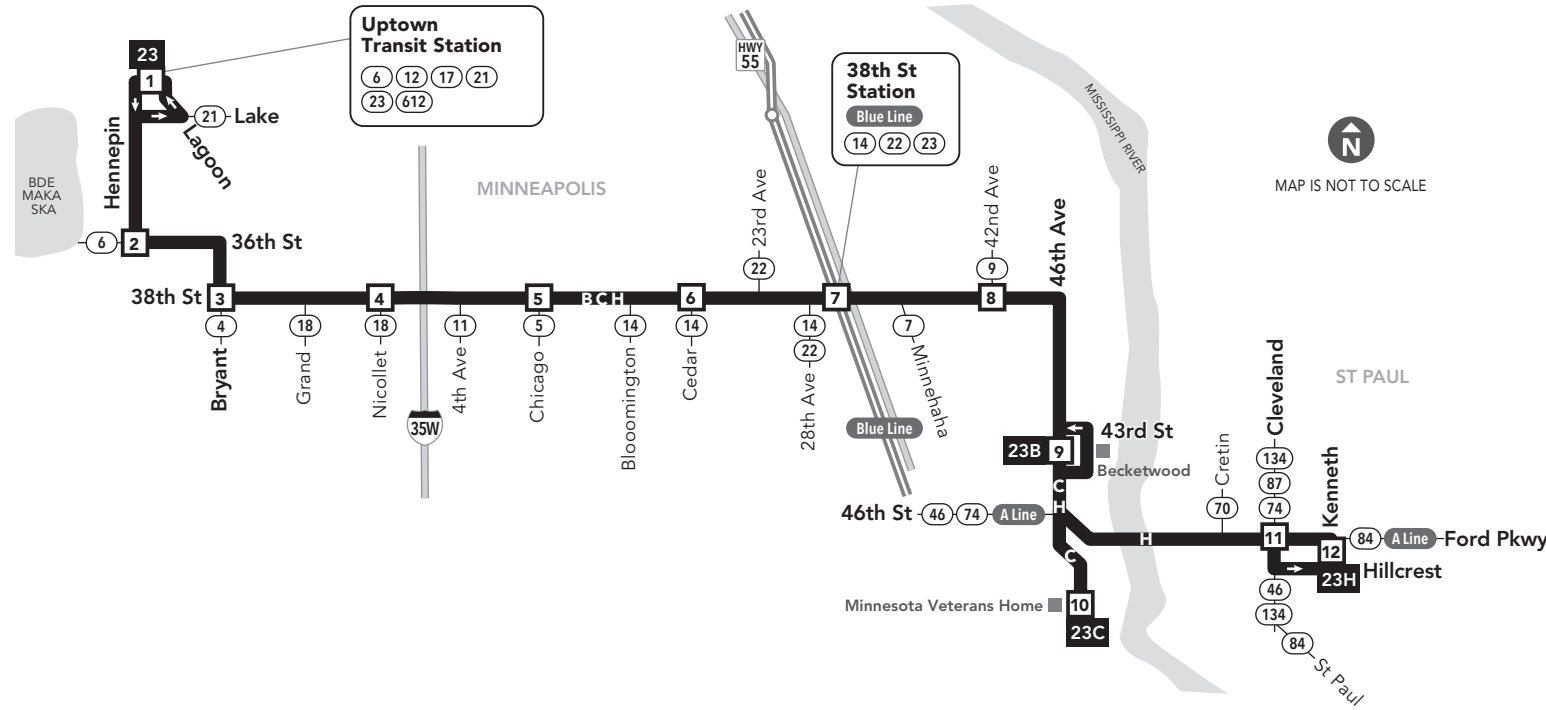 23
1
Uptown
Transit Station
6 12 17 21
23 612
HWY
55
38th St
Station
Blue Line
14 22 23
MISSISSIPPI RIVER
N
MAP IS NOT TO SCALE
21 Lake
Lagoon
Hennepin
BDE
MAKA
SKA
MINNEAPOLIS
6 2
36th St
23rd Ave
22
42nd Ave
9
46th Ave
38th St 3
4
B C H
5
6
7
8
4
Bryant
18
Grand
18
Nicollet
35W
11
4th Ave
5
Chicago
14
Blooomington
14
Cedar
14
22
28th Ave
7
Minnehaha
Blue Line
ST PAUL
43rd St
23B 9
Becketwood
C
H
46th St 46 74 A Line
H
C
Minnesota Veterans Home 10
23C
Cretin
70
Cleveland
134
87
74
11
Kenneth
12
84 A Line Ford Pkwy
23H Hillcrest
46
134
84
St Paul